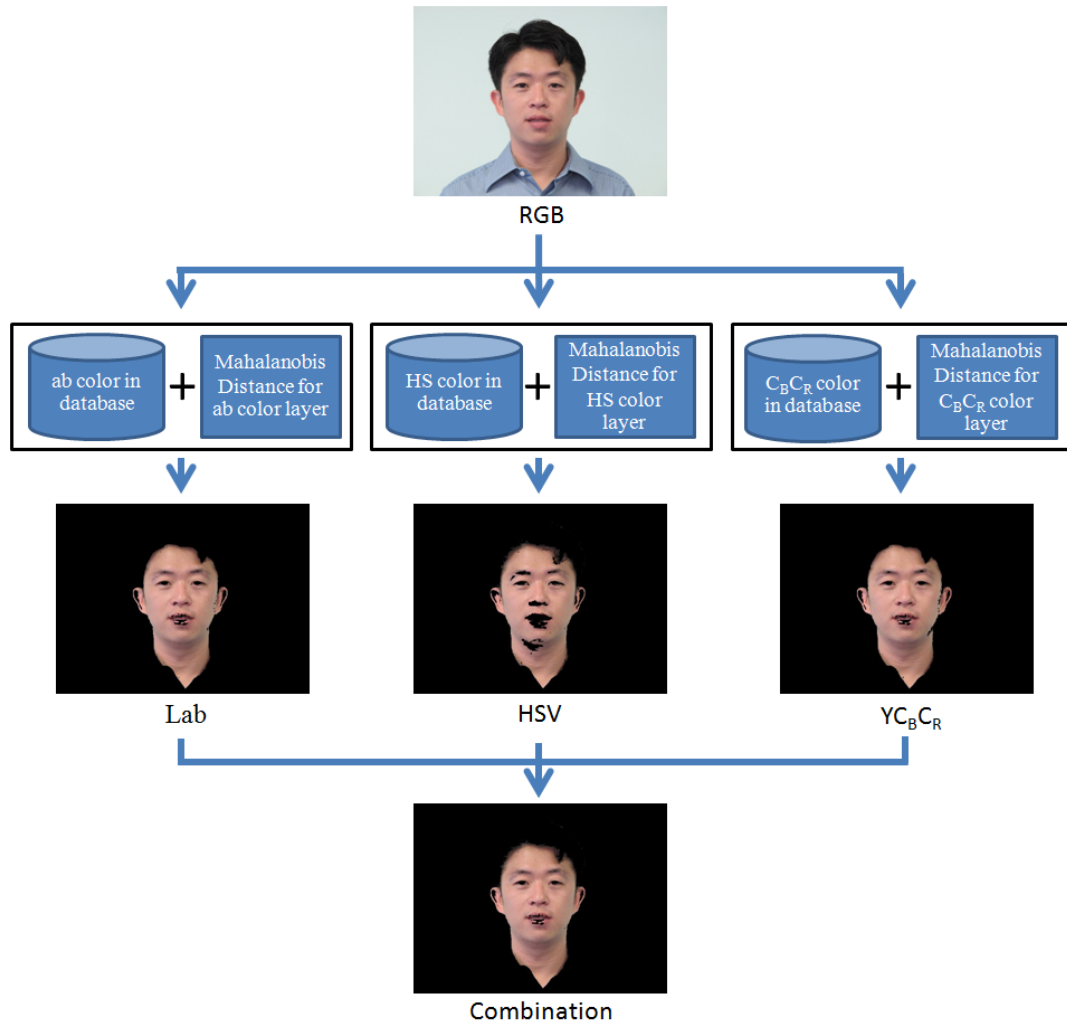 RGB
ab color in
database
+
Mahalanobis
Distance for
ab color layer
HS color in
database
+
Mahalanobis
Distance for
HS color
layer
CBCR color
in database
+
Mahalanobis
Distance for
CBCR color
layer
Lab
HSV
YCBCR
Combination